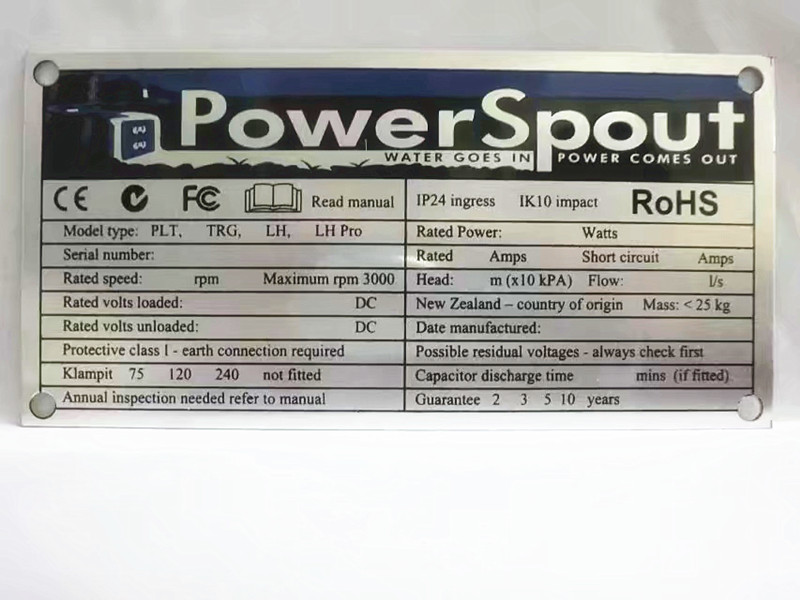 PowerSpout
WATER GOES IN POWER COMES OUT
CE FC Read manual
IP24 ingress IK10 impact RoHS
Model type: PLT, TRG, LH, LH Pro
Rated Power: Watts
Serial number:
Rated Amps Short circuit Amps
Rated speed: rpm Maximum rpm 3000
Head: m (x10 kPA) Flow: l/s
Rated volts loaded: DC
New Zealand – country of origin Mass: < 25 kg
Rated volts unloaded: DC
Date manufactured:
Protective class I - earth connection required
Possible residual voltages - always check first
Klampit 75 120 240 not fitted
Capacitor discharge time mins (if fitted)
Annual inspection needed refer to manual
Guarantee 2 3 5 10 years